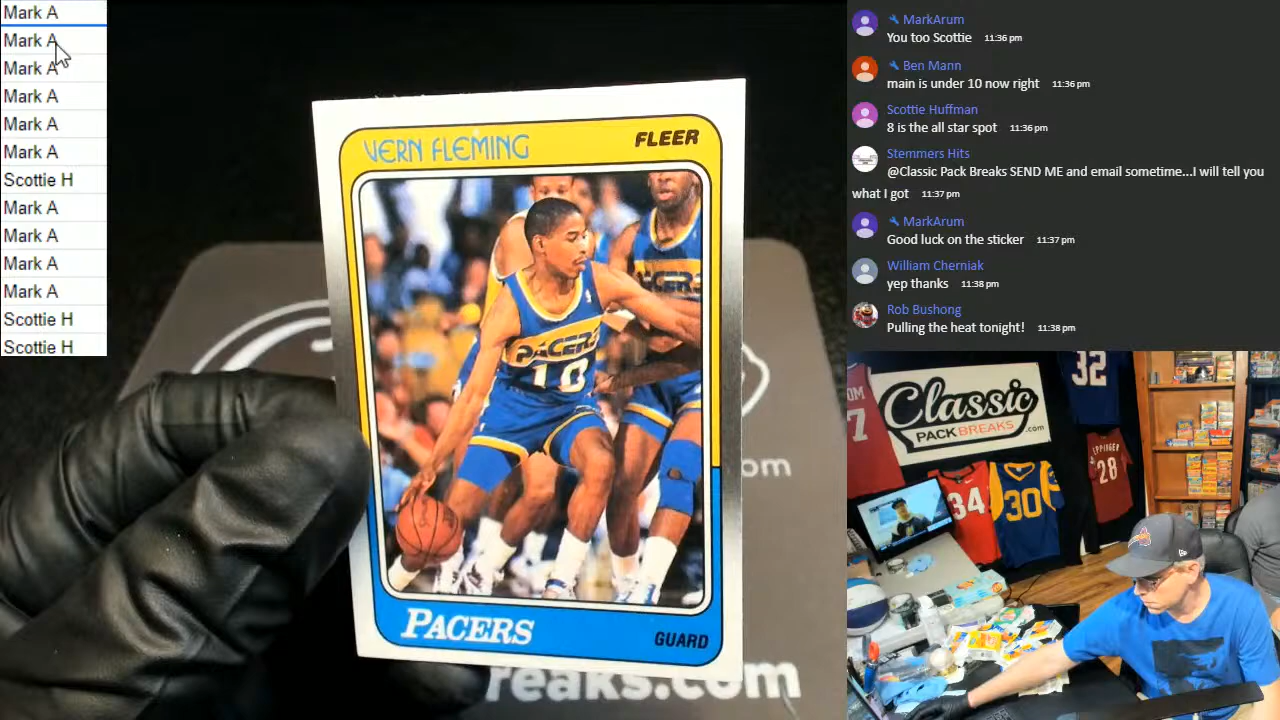 Mark A
Mark A
Mark A
Mark A
Mark A
Mark A
Scottie H
Mark A
Mark A
Mark A
Mark A
Scottie H
Scottie H
VERN FLEMING
FLEER
PACERS
10
PACERS
GUARD
om
reaks.com
MarkArum
You too Scottie 11:36 pm
Ben Mann
main is under 10 now right 11:36 pm
Scottie Huffman
8 is the all star spot 11:36 pm
Stemmers Hits
@Classic Pack Breaks SEND ME and email sometime...I will tell you
what I got 11:37 pm
MarkArum
Good luck on the sticker 11:37 pm
William Cherniak
yep thanks 11:38 pm
Rob Bushong
Pulling the heat tonight! 11:38 pm
OM
7
Classic
PACK BREAKS.com
32
34
30
28